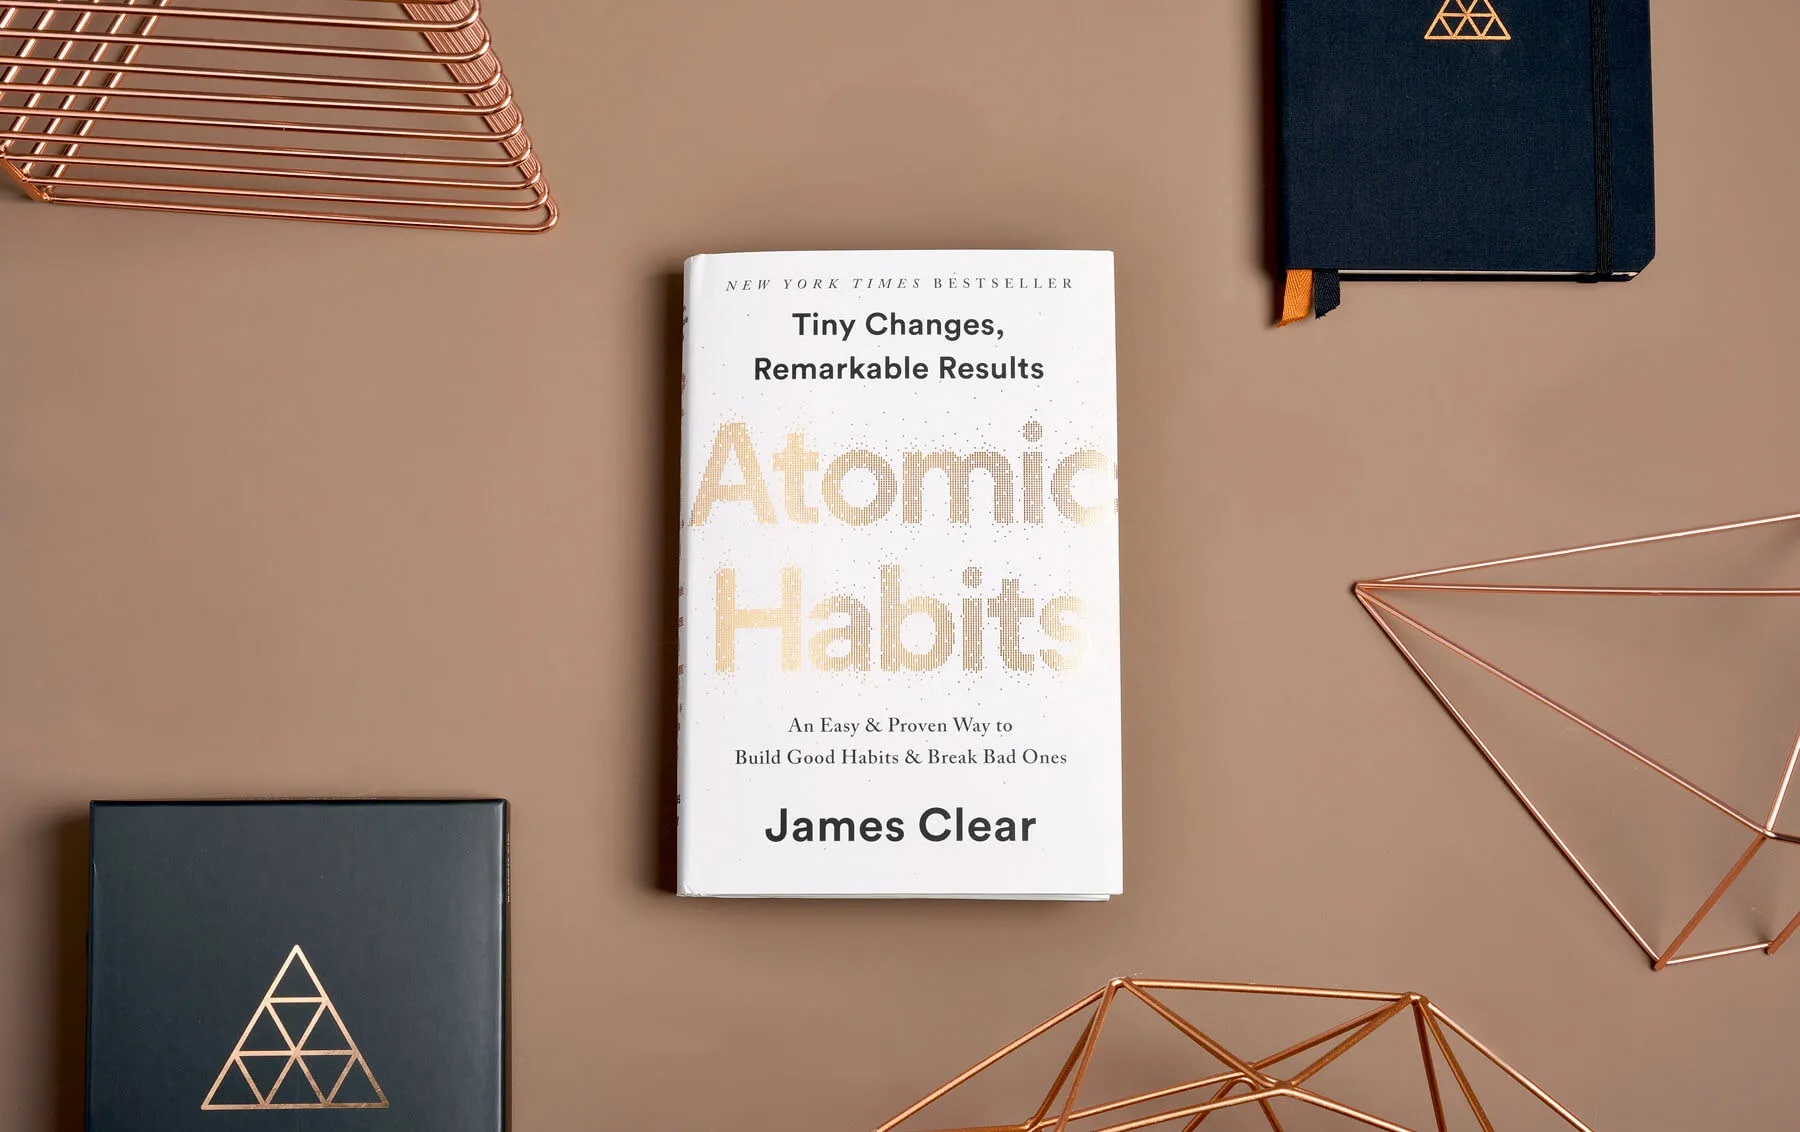 NEW YORK TIMES BESTSELLER
Tiny Changes,
Remarkable Results
Atomic
Habits
An Easy & Proven Way to
Build Good Habits & Break Bad Ones
James Clear